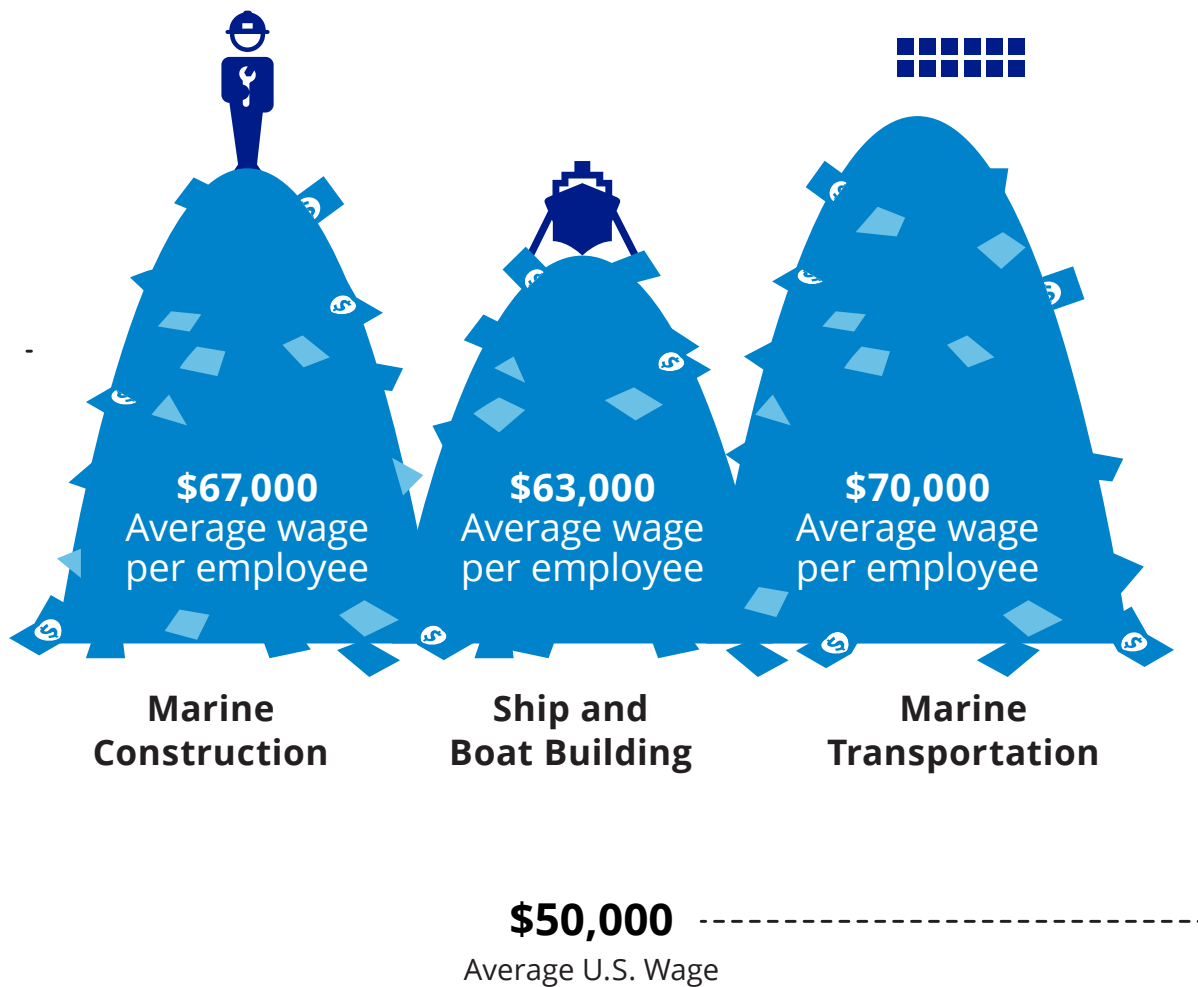 $67,000
Average wage
per employee
$63,000
Average wage
per employee
$70,000
Average wage
per employee
Marine
Construction
Ship and
Boat Building
Marine
Transportation
$50,000
Average U.S. Wage